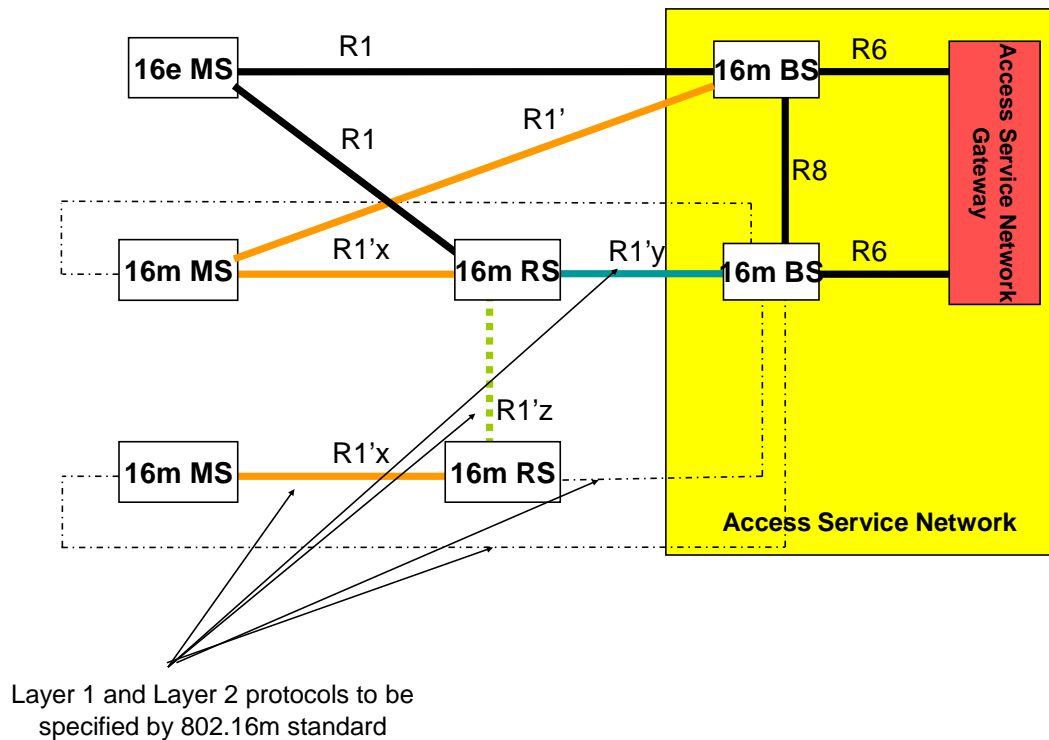 R1
R6
16e MS
16m BS
Access Service Network
Gateway
R1'
R1
R8
R1'x
R1'y
R6
16m MS
16m RS
16m BS
R1'z
R1'x
16m MS
16m RS
Access Service Network
Layer 1 and Layer 2 protocols to be
specified by 802.16m standard